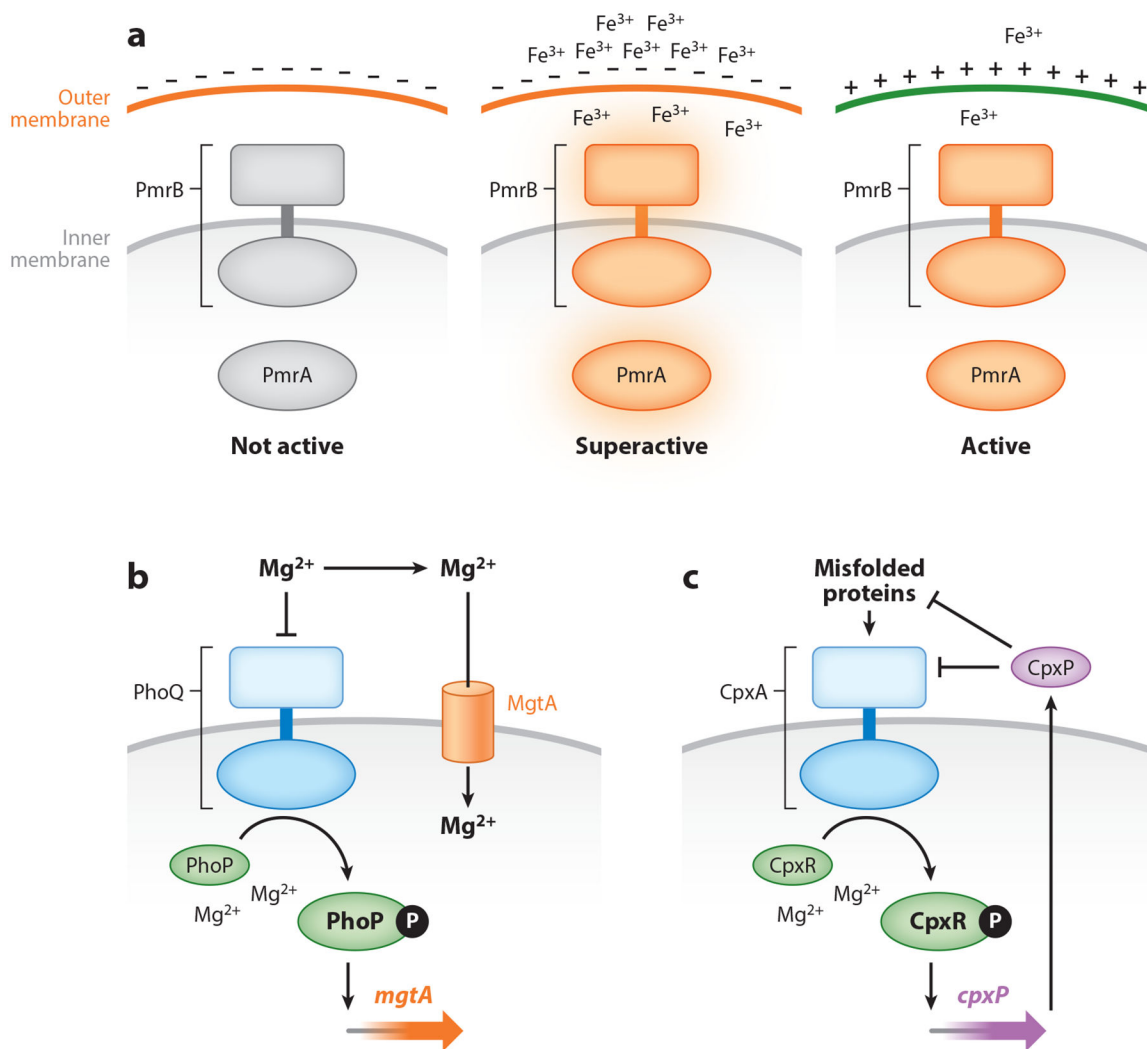 a
Outer
membrane
Inner
membrane
PmrB
PmrA
Not active
Fe³⁺ Fe³⁺
Fe³⁺ Fe³⁺ Fe³⁺ Fe³⁺ Fe³⁺
− − − − − − − − − − −
Fe³⁺ Fe³⁺ Fe³⁺
PmrB
PmrA
Superactive
Fe³⁺
+ + + + + + + + + + +
Fe³⁺
PmrB
PmrA
Active
b
Mg²⁺ Mg²⁺
PhoQ
MgtA
Mg²⁺
PhoP
Mg²⁺
Mg²⁺
PhoP P
mgtA
c
Misfolded
proteins
CpxP
CpxA
CpxR
Mg²⁺
Mg²⁺
CpxR P
cpxP